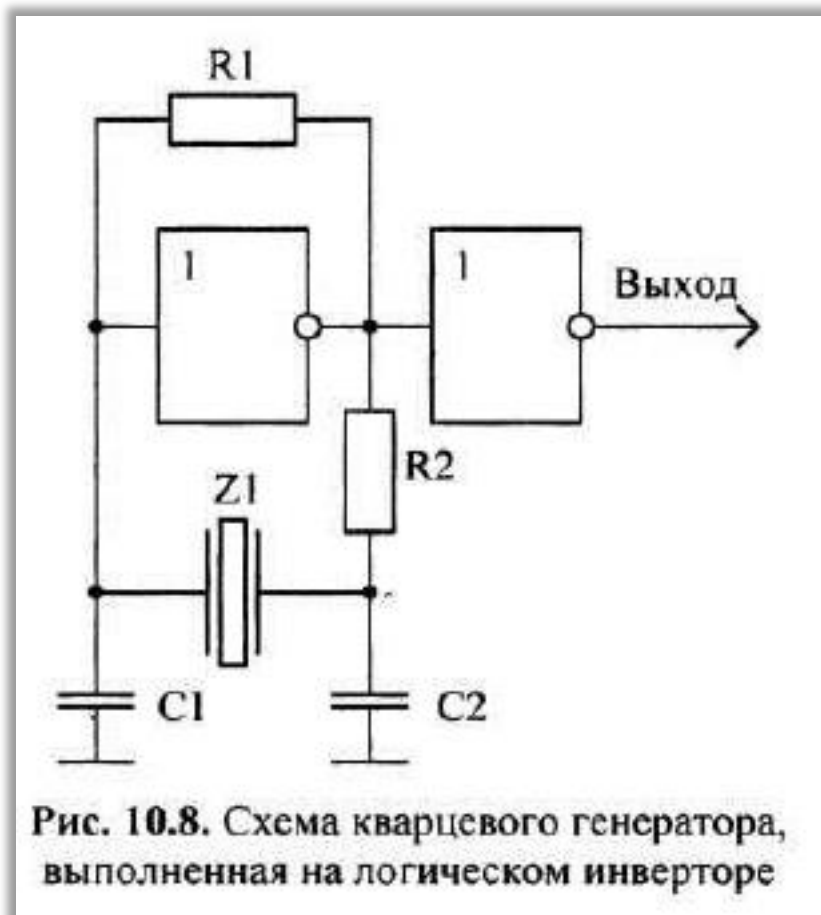 R1
1
1
Выход
R2
Z1
C1
C2
Рис. 10.8. Схема кварцевого генератора,
выполненная на логическом инверторе